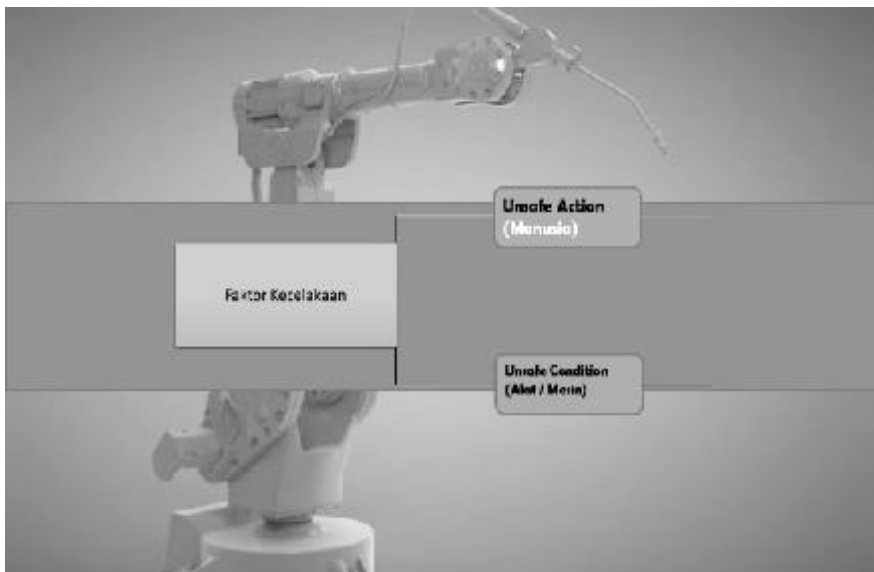 Unsafe Action
(Manusia)
Faktor Kecelakaan
Unsafe Condition
(Alat / Mesin)